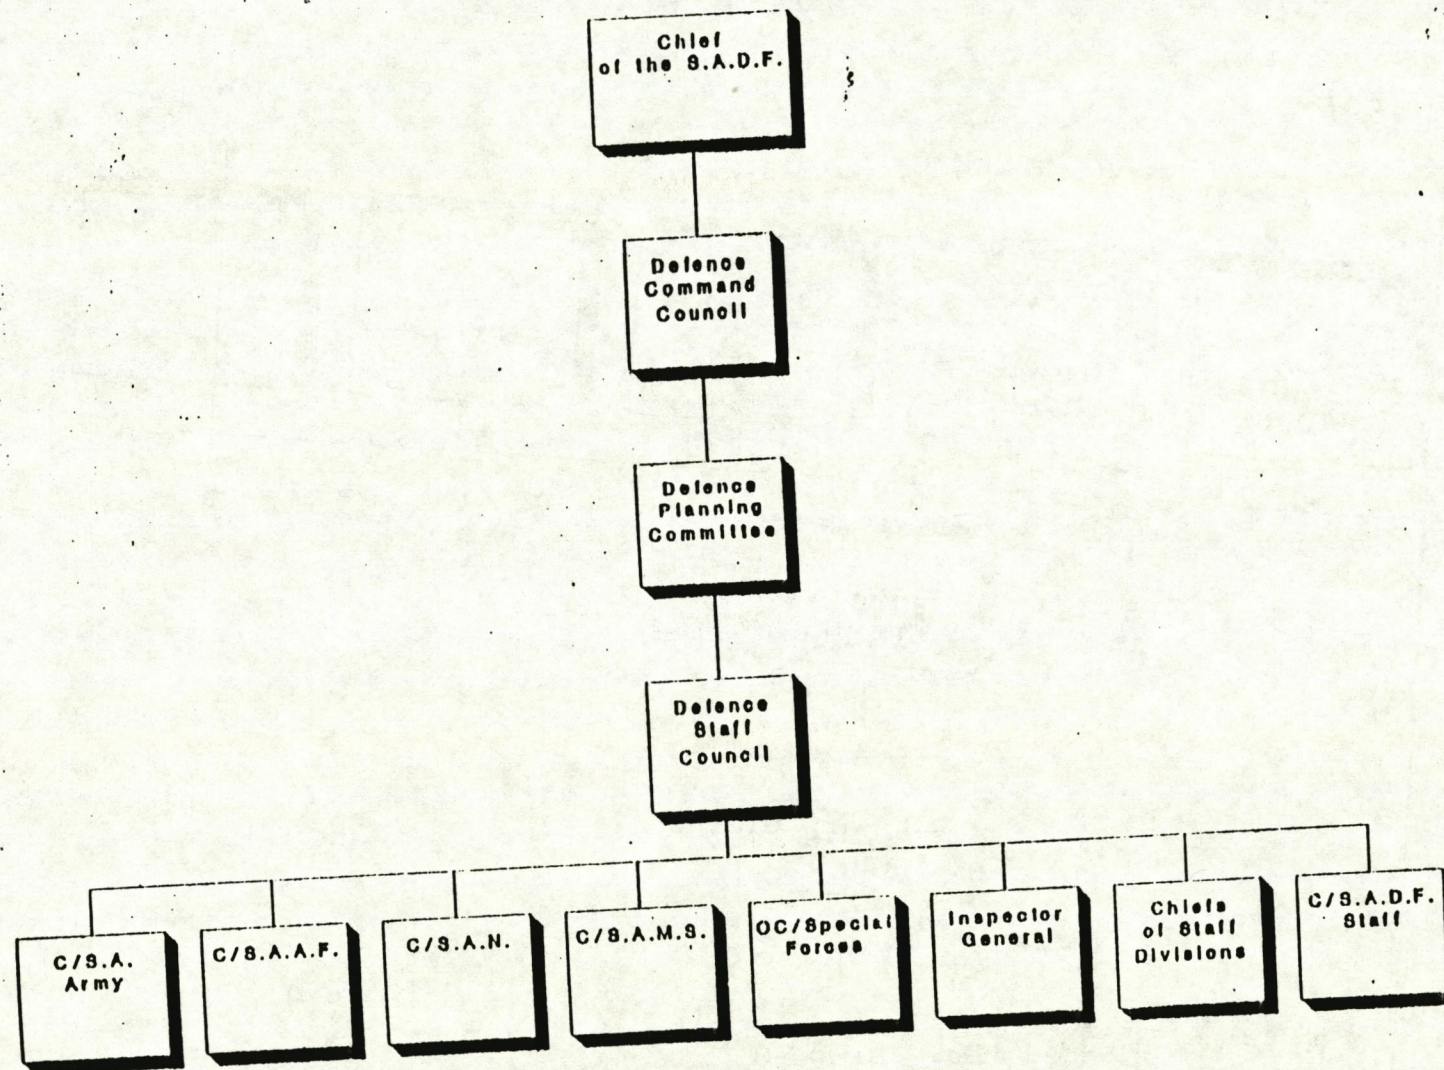 Chief
of the S.A.D.F.
Defence
Command
Council
Defence
Planning
Committee
Defence
Staff
Council
C/S.A.
Army
C/S.A.A.F.
C/S.A.N.
C/S.A.M.S.
OC/Special
Forces
Inspector
General
Chiefs
of Staff
Divisions
C/S.A.D.F.
Staff